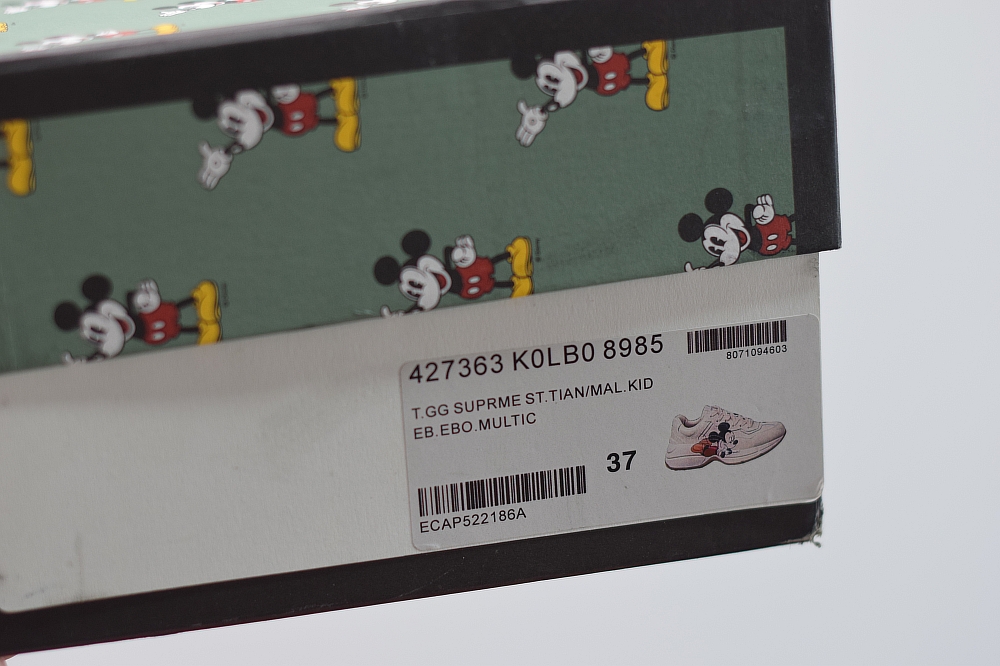 427363 K0LB0 8985
8071094603
T.GG SUPRME ST.TIAN/MAL.KID
EB.EBO.MULTIC
37
ECAP522186A